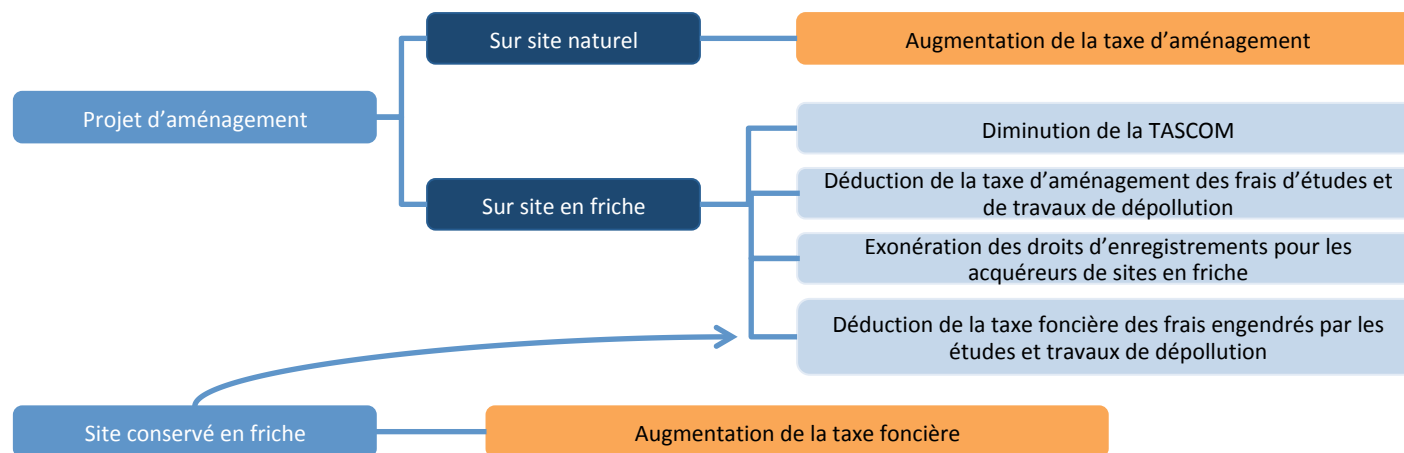 Sur site naturel
Augmentation de la taxe d’aménagement
Projet d’aménagement
Diminution de la TASCOM
Déduction de la taxe d’aménagement des frais d’études et
de travaux de dépollution
Sur site en friche
Exonération des droits d’enregistrements pour les
acquéreurs de sites en friche
Déduction de la taxe foncière des frais engendrés par les
études et travaux de dépollution
Site conservé en friche
Augmentation de la taxe foncière